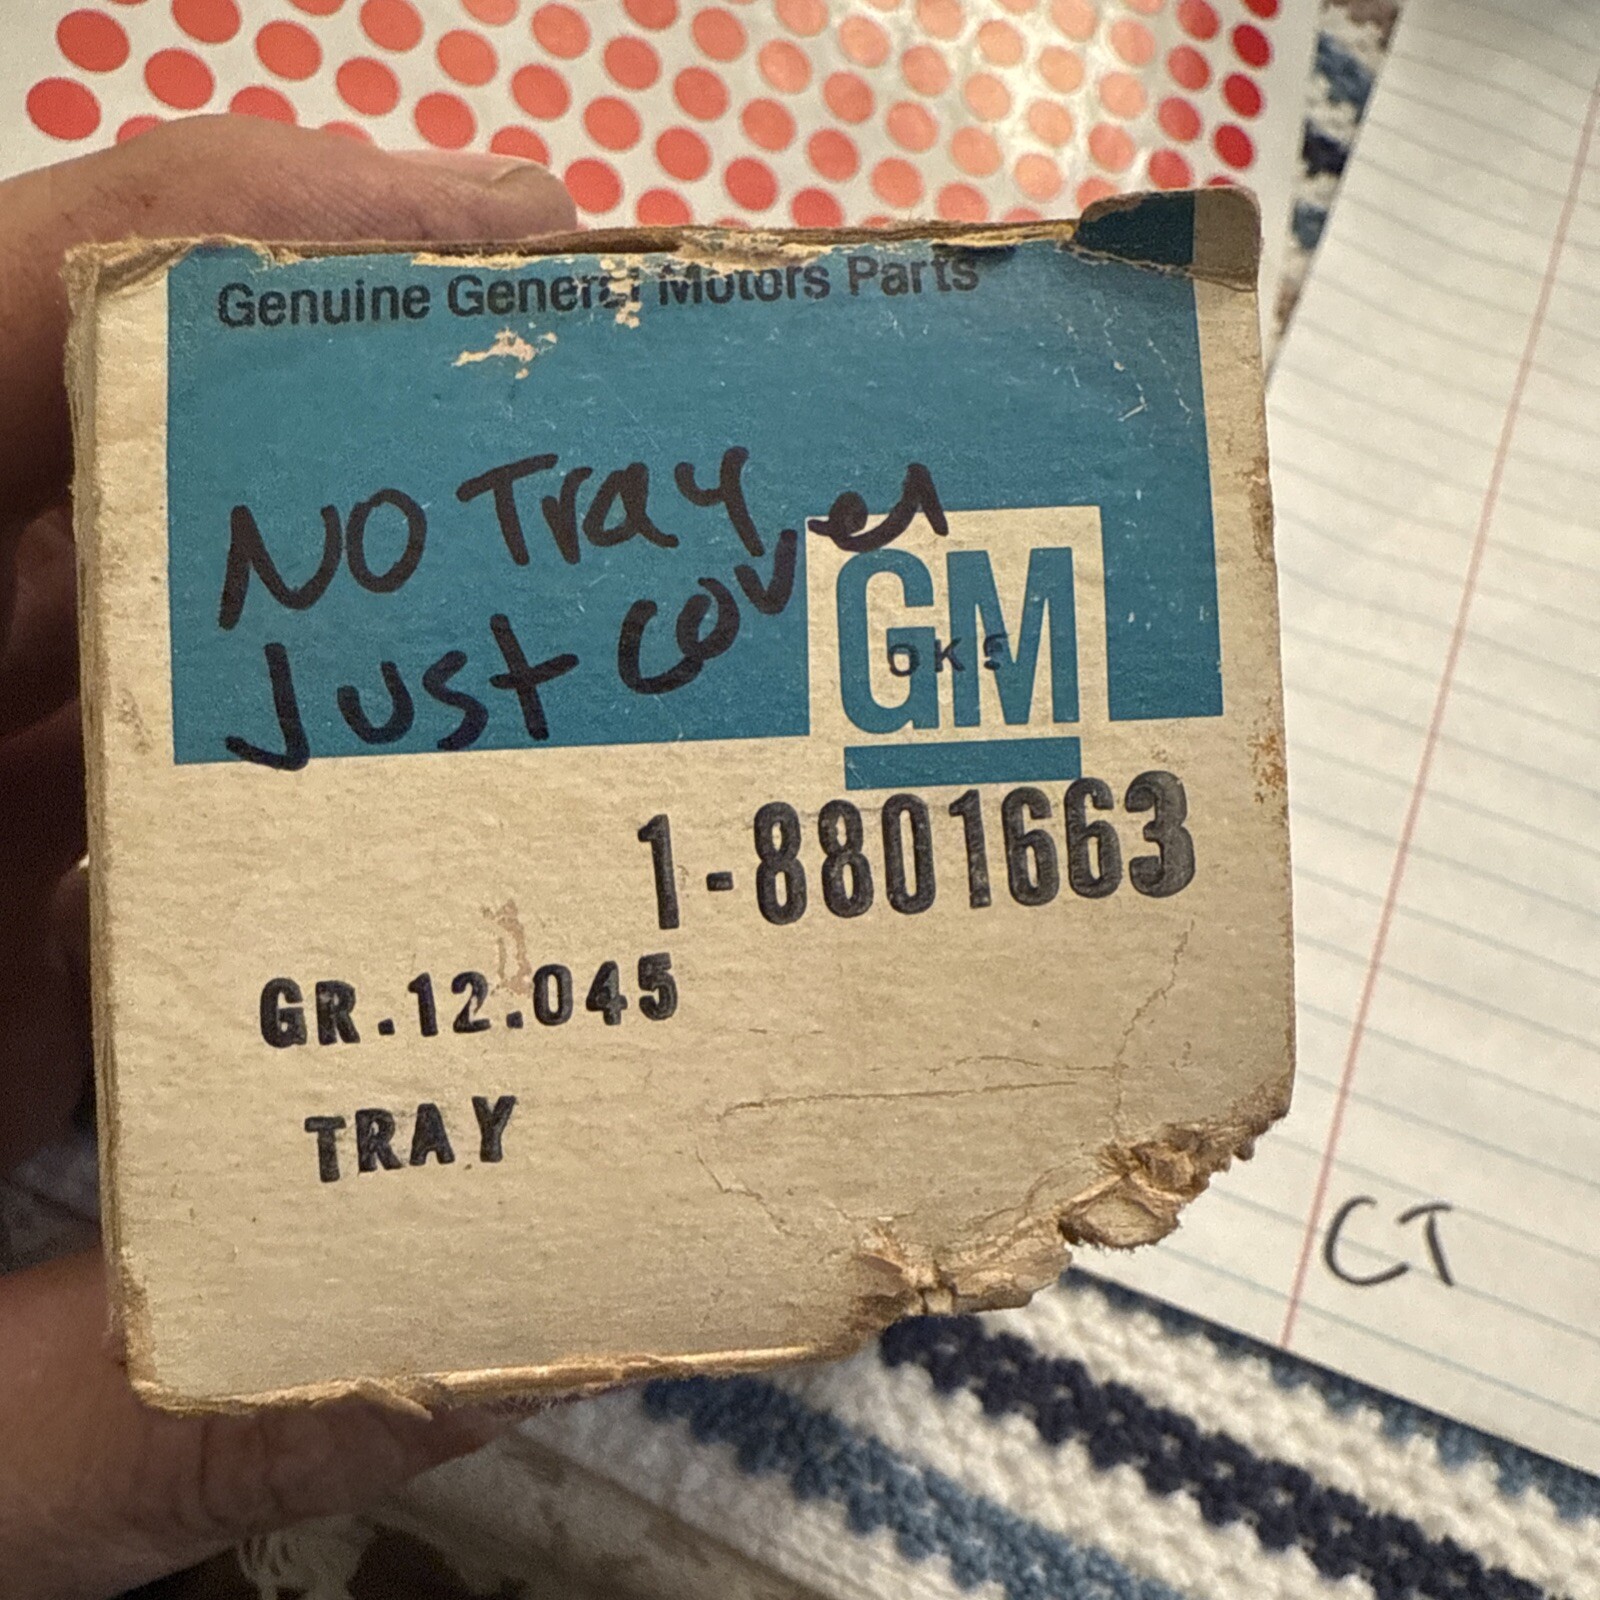 Genuine General Motors Parts
NO Tray
Just cover
GM
OKS
1-8801663
GR.12.045
TRAY
CT